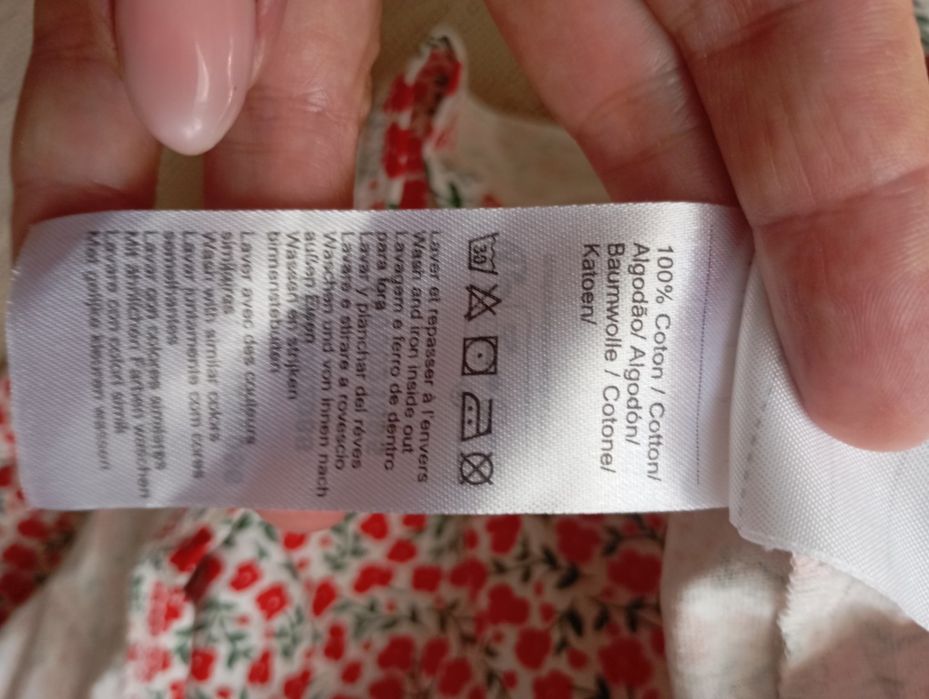 100% Coton / Cotton/
Algodão/ Algodón/
Baumwolle / Cotone/
Katoen/
30
Laver et repasser à l'envers
Wash and iron inside out
Lavagem e ferro de dentro
para fora
Lavar y planchar del révés
Lavare e stirare a rovescio
Waschen und von innen nach
außen Eisen
Wassen en strijken
binnenstebuiten
Laver avec des couleurs
similaires
Wash with similar colors
Lavar juntamente com cores
semelhantes
Lavar con colores similares
Mit ähnlichen Farben waschen
Lavare con colori simili
Met gelijke kleuren wassen